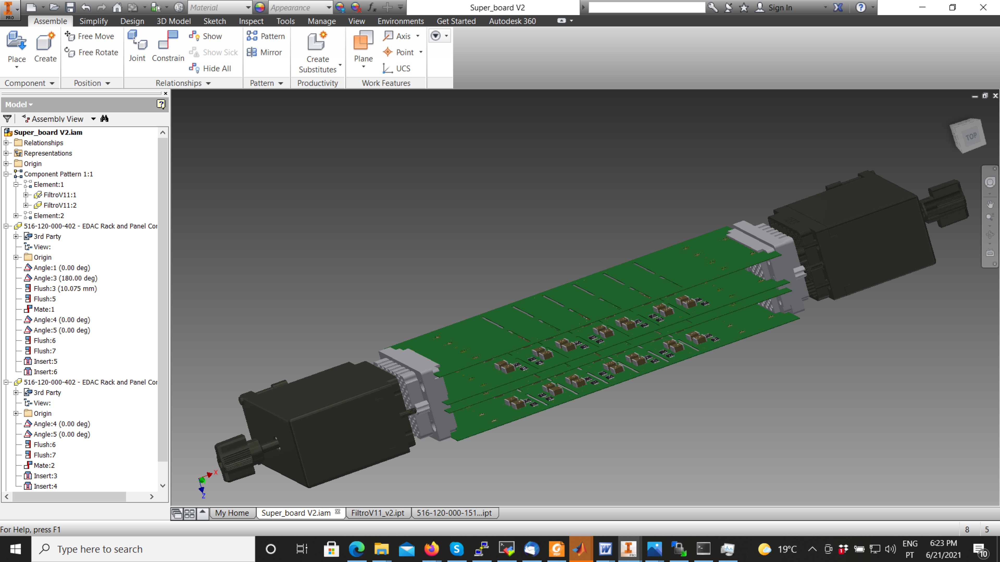 PRO
Material
Appearance
Super_board V2
Sign In
Assemble Simplify Design 3D Model Sketch Inspect Tools Manage View Environments Get Started Autodesk 360
Place
Create
Free Move
Free Rotate
Joint
Constrain
Show
Show Sick
Hide All
Pattern
Mirror
Create
Substitutes
Plane
Axis
Point
UCS
Component Position Relationships Pattern Productivity Work Features
Model
Assembly View
Super_board V2.iam
Relationships
Representations
Origin
Component Pattern 1:1
Element:1
FiltroV11:1
FiltroV11:2
Element:2
516-120-000-402 - EDAC Rack and Panel Cor
3rd Party
View:
Origin
Angle:1 (0.00 deg)
Angle:3 (180.00 deg)
Flush:3 (10.075 mm)
Flush:5
Mate:1
Angle:4 (0.00 deg)
Angle:5 (0.00 deg)
Flush:6
Flush:7
Insert:5
Insert:6
516-120-000-402 - EDAC Rack and Panel Cor
3rd Party
View:
Origin
Angle:4 (0.00 deg)
Angle:5 (0.00 deg)
Flush:6
Flush:7
Mate:2
Insert:3
Insert:4
TOP
X
Z
My Home Super_board V2.iam FiltroV11_v2.ipt 516-120-000-151...ipt
For Help, press F1
8 5
Type here to search
19°C
ENG
PT
6:23 PM
6/21/2021
10